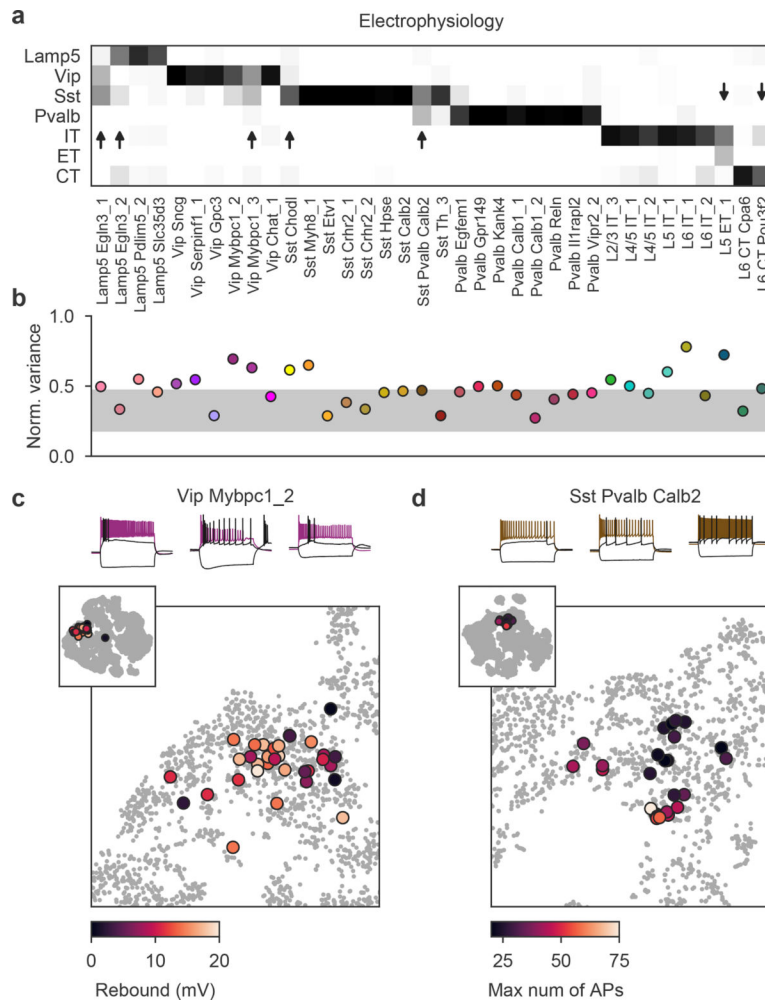 a
Electrophysiology
Lamp5
Vip
Sst
Pvalb
IT
ET
CT
Lamp5 Egln3_1
Lamp5 Egln3_2
Lamp5 Pdlim5_2
Lamp5 Slc35d3
Vip Sncg
Vip Serpinf1_1
Vip Gpc3
Vip Mybpc1_2
Vip Mybpc1_3
Vip Chat_1
Sst Chodl
Sst Myh8_1
Sst Etv1
Sst Crhr2_1
Sst Crhr2_2
Sst Hpse
Sst Calb2
Sst Pvalb Calb2
Sst Th_3
Pvalb Egfem1
Pvalb Gpr149
Pvalb Kank4
Pvalb Calb1_1
Pvalb Calb1_2
Pvalb Reln
Pvalb Il1rapl2
Pvalb Vipr2_2
L2/3 IT_3
L4/5 IT_1
L4/5 IT_2
L5 IT_1
L6 IT_1
L6 IT_2
L5 ET_1
L6 CT Cpa6
L6 CT Pou3f2
b
Norm. variance
1.0
0.5
0.0
c
Vip Mybpc1_2
d
Sst Pvalb Calb2
0 10 20
Rebound (mV)
25 50 75
Max num of APs